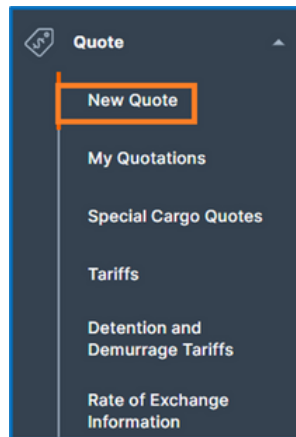 Quote
New Quote
My Quotations
Special Cargo Quotes
Tariffs
Detention and
Demurrage Tariffs
Rate of Exchange
Information